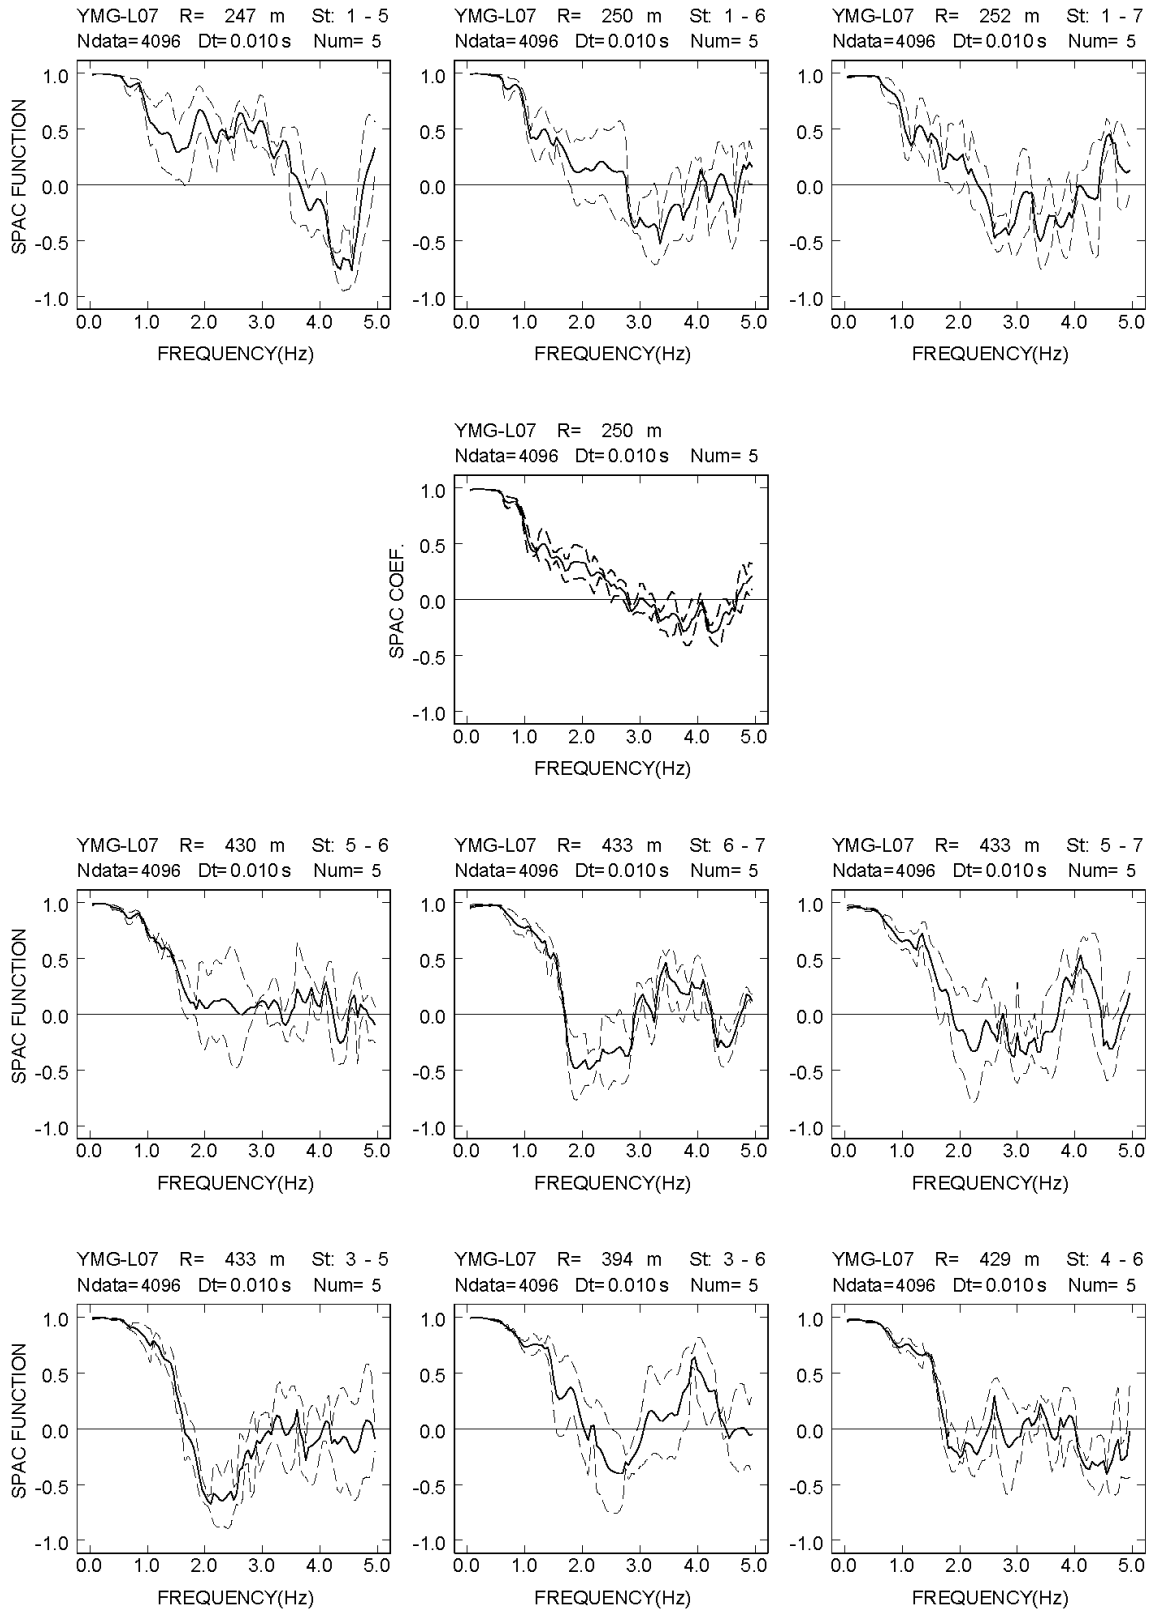 YMG-L07 R= 247 m St: 1 - 5
Ndata=4096 Dt=0.010 s Num= 5
1.0
0.5
0.0
-0.5
-1.0
SPAC FUNCTION
0.0 1.0 2.0 3.0 4.0 5.0
FREQUENCY(Hz)
YMG-L07 R= 250 m St: 1 - 6
Ndata=4096 Dt=0.010 s Num= 5
1.0
0.5
0.0
-0.5
-1.0
0.0 1.0 2.0 3.0 4.0 5.0
FREQUENCY(Hz)
YMG-L07 R= 252 m St: 1 - 7
Ndata=4096 Dt=0.010 s Num= 5
1.0
0.5
0.0
-0.5
-1.0
0.0 1.0 2.0 3.0 4.0 5.0
FREQUENCY(Hz)
YMG-L07 R= 250 m
Ndata=4096 Dt=0.010 s Num= 5
1.0
0.5
0.0
-0.5
-1.0
SPAC COEF.
0.0 1.0 2.0 3.0 4.0 5.0
FREQUENCY(Hz)
YMG-L07 R= 430 m St: 5 - 6
Ndata=4096 Dt=0.010 s Num= 5
1.0
0.5
0.0
-0.5
-1.0
SPAC FUNCTION
0.0 1.0 2.0 3.0 4.0 5.0
FREQUENCY(Hz)
YMG-L07 R= 433 m St: 6 - 7
Ndata=4096 Dt=0.010 s Num= 5
1.0
0.5
0.0
-0.5
-1.0
0.0 1.0 2.0 3.0 4.0 5.0
FREQUENCY(Hz)
YMG-L07 R= 433 m St: 5 - 7
Ndata=4096 Dt=0.010 s Num= 5
1.0
0.5
0.0
-0.5
-1.0
0.0 1.0 2.0 3.0 4.0 5.0
FREQUENCY(Hz)
YMG-L07 R= 433 m St: 3 - 5
Ndata=4096 Dt=0.010 s Num= 5
1.0
0.5
0.0
-0.5
-1.0
SPAC FUNCTION
0.0 1.0 2.0 3.0 4.0 5.0
FREQUENCY(Hz)
YMG-L07 R= 394 m St: 3 - 6
Ndata=4096 Dt=0.010 s Num= 5
1.0
0.5
0.0
-0.5
-1.0
0.0 1.0 2.0 3.0 4.0 5.0
FREQUENCY(Hz)
YMG-L07 R= 429 m St: 4 - 6
Ndata=4096 Dt=0.010 s Num= 5
1.0
0.5
0.0
-0.5
-1.0
0.0 1.0 2.0 3.0 4.0 5.0
FREQUENCY(Hz)